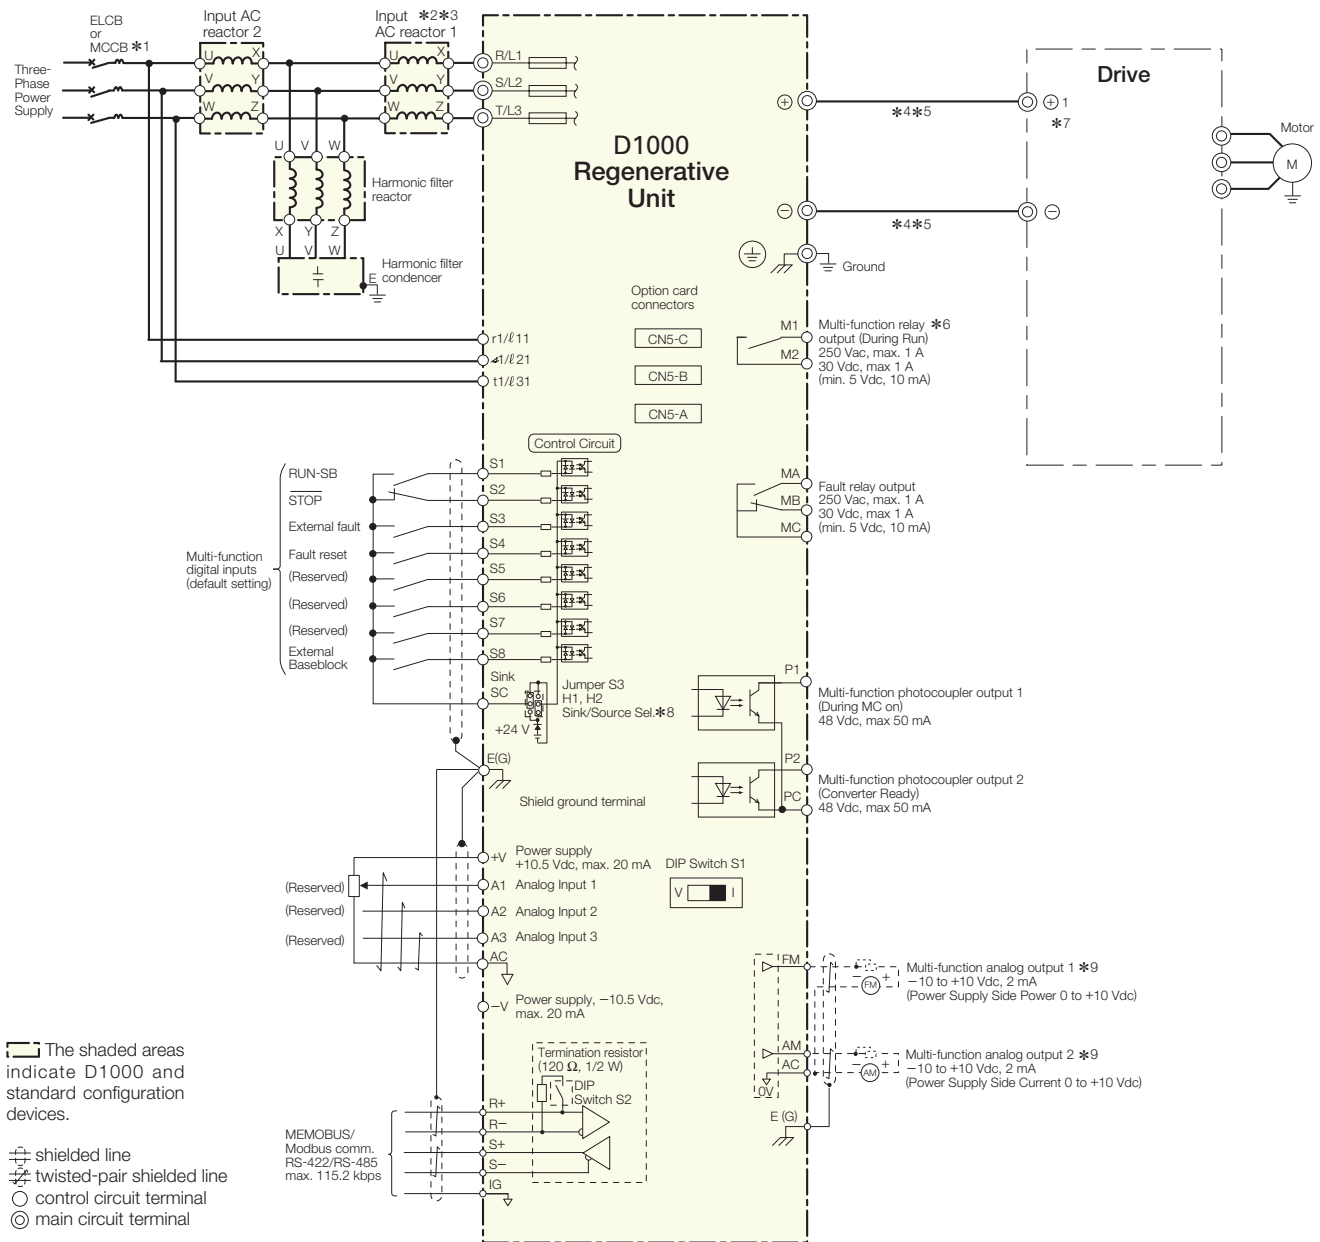 ELCB
or
MCCB *1
Input AC
reactor 2
Input *2*3
AC reactor 1
Three-
Phase
Power
Supply
U X
V Y
W Z
U X
V Y
W Z
R/L1
S/L2
T/L3
U V W
Harmonic filter
reactor
X Y Z
U V W
Harmonic filter
condencer
E
D1000
Regenerative
Unit
+
*4*5
+ 1
*7
Drive
Motor
M
−
*4*5
−
Ground
Option card
connectors
CN5-C
CN5-B
CN5-A
r1/ℓ11
1/ℓ21
t1/ℓ31
M1
M2
Multi-function relay *6
output (During Run)
250 Vac, max. 1 A
30 Vdc, max 1 A
(min. 5 Vdc, 10 mA)
Control Circuit
MA
MB
MC
Fault relay output
250 Vac, max. 1 A
30 Vdc, max 1 A
(min. 5 Vdc, 10 mA)
Multi-function
digital inputs
(default setting)
RUN-SB
STOP
External fault
Fault reset
(Reserved)
(Reserved)
(Reserved)
External
Baseblock
S1
S2
S3
S4
S5
S6
S7
S8
Sink
SC
+24 V
Jumper S3
H1, H2
Sink/Source Sel.*8
E(G)
Shield ground terminal
P1
Multi-function photocoupler output 1
(During MC on)
48 Vdc, max 50 mA
P2
PC
Multi-function photocoupler output 2
(Converter Ready)
48 Vdc, max 50 mA
+V
Power supply
+10.5 Vdc, max. 20 mA
DIP Switch S1
V I
(Reserved)
A1 Analog Input 1
(Reserved)
A2 Analog Input 2
(Reserved)
A3 Analog Input 3
AC
−V Power supply, −10.5 Vdc,
max. 20 mA
FM
− FM +
Multi-function analog output 1 *9
−10 to +10 Vdc, 2 mA
(Power Supply Side Power 0 to +10 Vdc)
AM
AC
0V
− AM +
Multi-function analog output 2 *9
−10 to +10 Vdc, 2 mA
(Power Supply Side Current 0 to +10 Vdc)
E (G)
Termination resistor
(120 Ω, 1/2 W)
DIP
Switch S2
MEMOBUS/
Modbus comm.
RS-422/RS-485
max. 115.2 kbps
R+
R−
S+
S−
IG
The shaded areas
indicate D1000 and
standard configuration
devices.
shielded line
twisted-pair shielded line
control circuit terminal
main circuit terminal